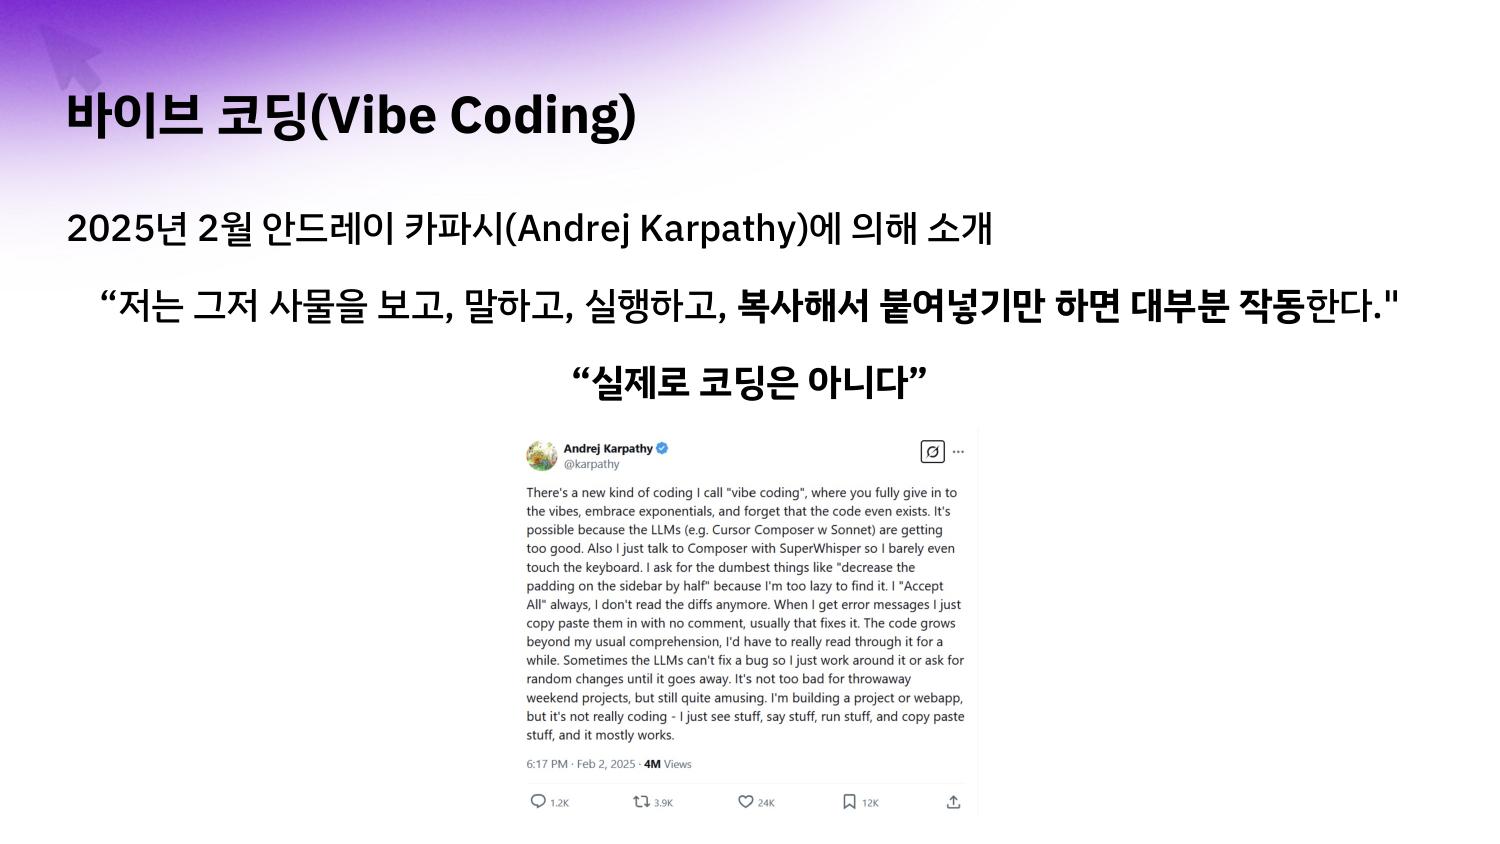 바이브 코딩(Vibe Coding)
2025년 2월 안드레이 카파시(Andrej Karpathy)에 의해 소개
“저는 그저 사물을 보고, 말하고, 실행하고, 복사해서 붙여넣기만 하면 대부분 작동한다."
“실제로 코딩은 아니다”
Andrej Karpathy
@karpathy
There's a new kind of coding I call "vibe coding", where you fully give in to
the vibes, embrace exponentials, and forget that the code even exists. It's
possible because the LLMs (e.g. Cursor Composer w Sonnet) are getting
too good. Also I just talk to Composer with SuperWhisper so I barely even
touch the keyboard. I ask for the dumbest things like "decrease the
padding on the sidebar by half" because I'm too lazy to find it. I "Accept
All" always, I don't read the diffs anymore. When I get error messages I just
copy paste them in with no comment, usually that fixes it. The code grows
beyond my usual comprehension, I'd have to really read through it for a
while. Sometimes the LLMs can't fix a bug so I just work around it or ask for
random changes until it goes away. It's not too bad for throwaway
weekend projects, but still quite amusing. I'm building a project or webapp,
but it's not really coding - I just see stuff, say stuff, run stuff, and copy paste
stuff, and it mostly works.
6:17 PM · Feb 2, 2025 · 4M Views
1.2K 3.9K 24K 12K